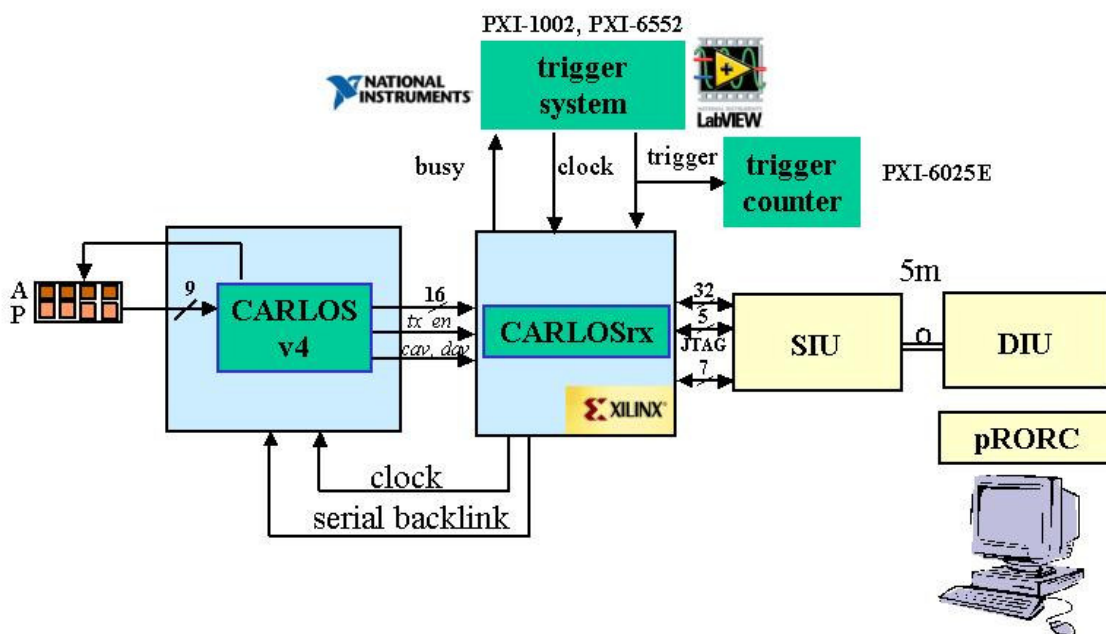 PXI-1002, PXI-6552
trigger
system
NATIONAL
INSTRUMENTS
LabVIEW
busy
clock
trigger
trigger
counter
PXI-6025E
A
P
9
CARLOS
v4
16
tx_en
cav, dav
CARLOSrx
XILINX
32
5
JTAG
7
SIU
5m
DIU
pRORC
clock
serial backlink